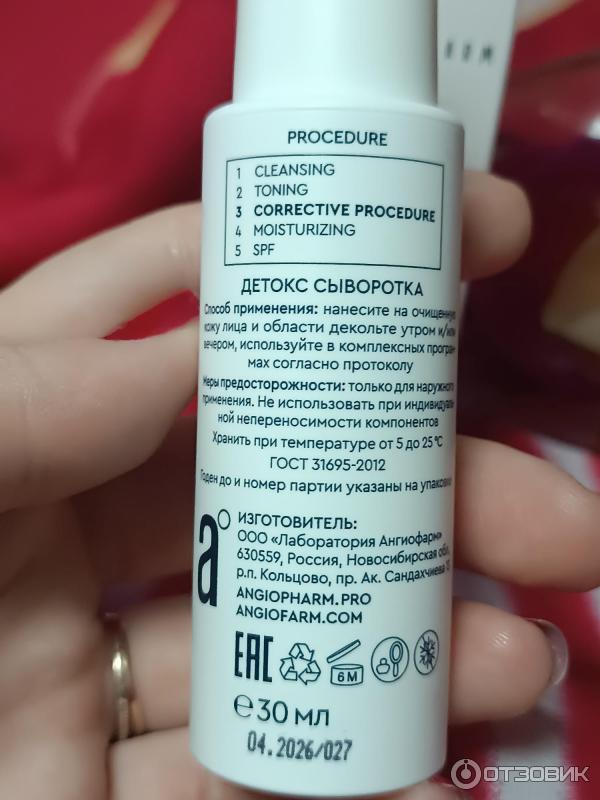 PROCEDURE
1 CLEANSING
2 TONING
3 CORRECTIVE PROCEDURE
4 MOISTURIZING
5 SPF
ДЕТОКС СЫВОРОТКА
Способ применения: нанесите на очищенную
кожу лица и области декольте утром и/или
вечером, используйте в комплексных програм-
мах согласно протоколу
Меры предосторожности: только для наружного
применения. Не использовать при индивидуаль-
ной непереносимости компонентов
Хранить при температуре от 5 до 25 °C
ГОСТ 31695-2012
Годен до и номер партии указаны на упаковке
a°
ИЗГОТОВИТЕЛЬ:
ООО «Лаборатория Ангиофарм»
630559, Россия, Новосибирская обл.,
р.п. Кольцово, пр. Ак. Сандахчиева
ANGIOPHARM.PRO
ANGIOFARM.COM
EAC
6M
℮30 МЛ
04.2026/027
ОТЗОВИК